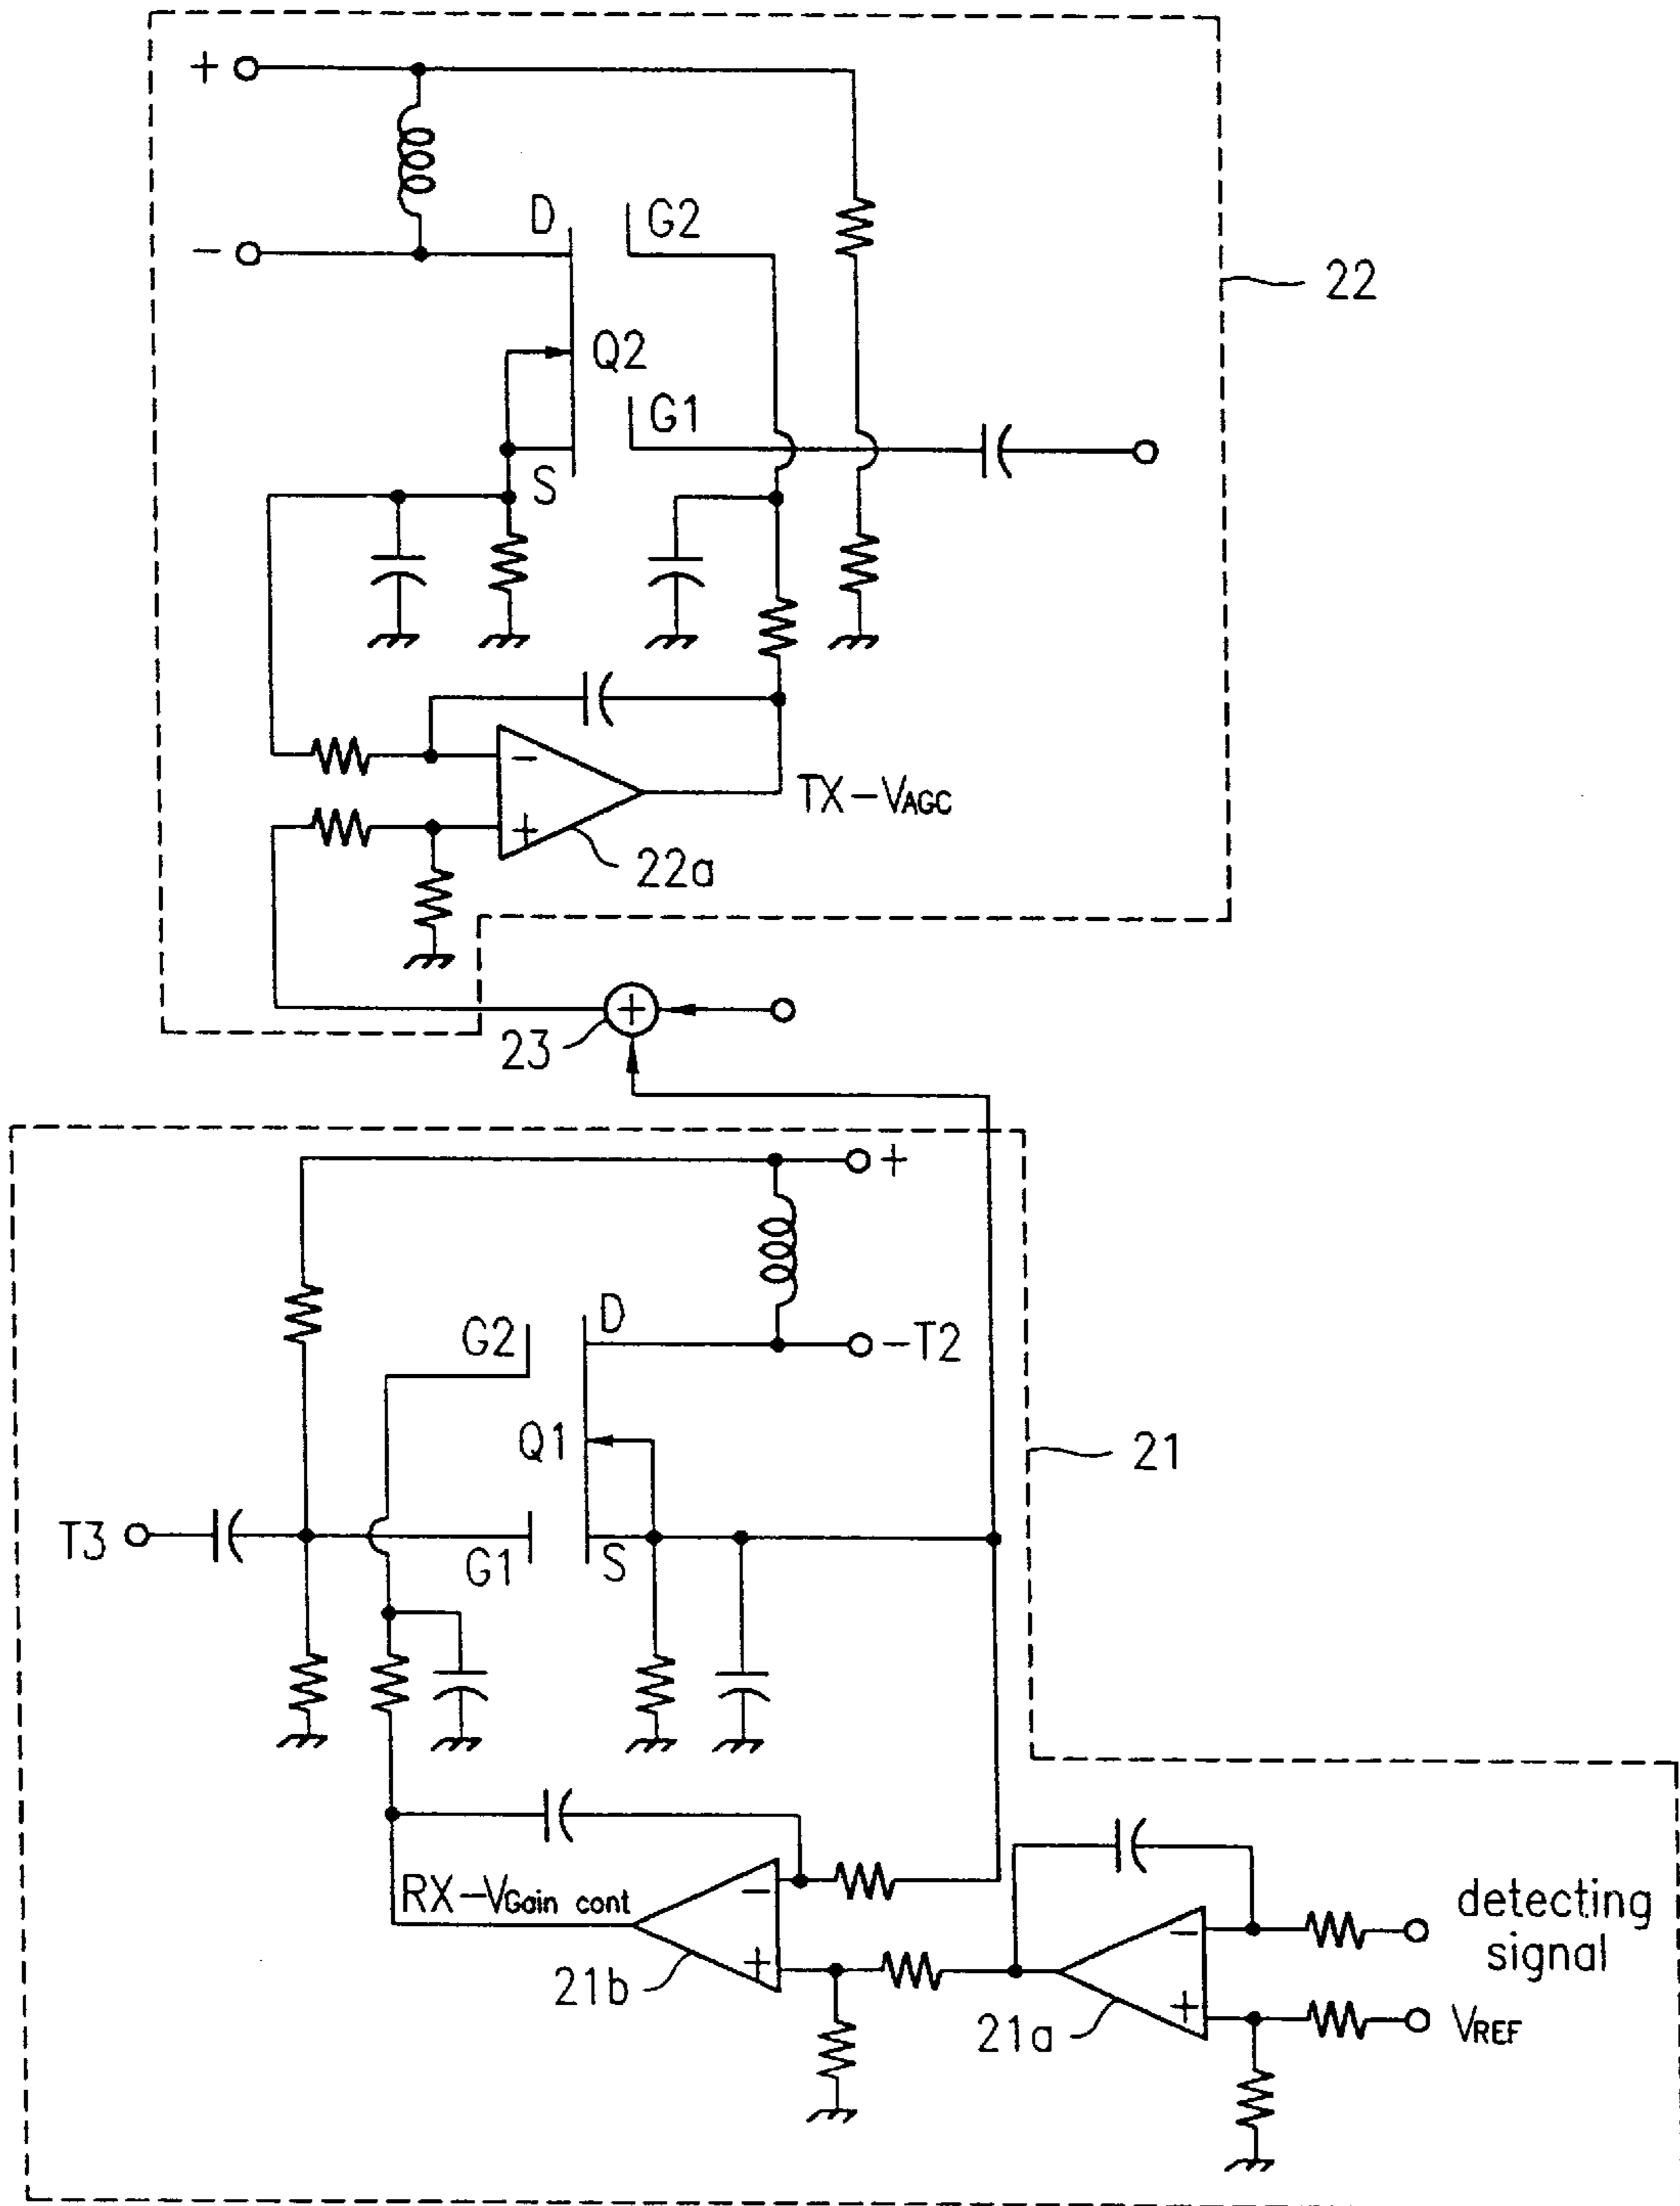 +
D
G2
−
22
Q2
G1
S
−
TX−VAGC
+
22a
+
23
+
D
G2
−T2
Q1
21
T3
G1
S
RX−VGain cont
−
detecting
signal
−
+
21b
+
21a
VREF